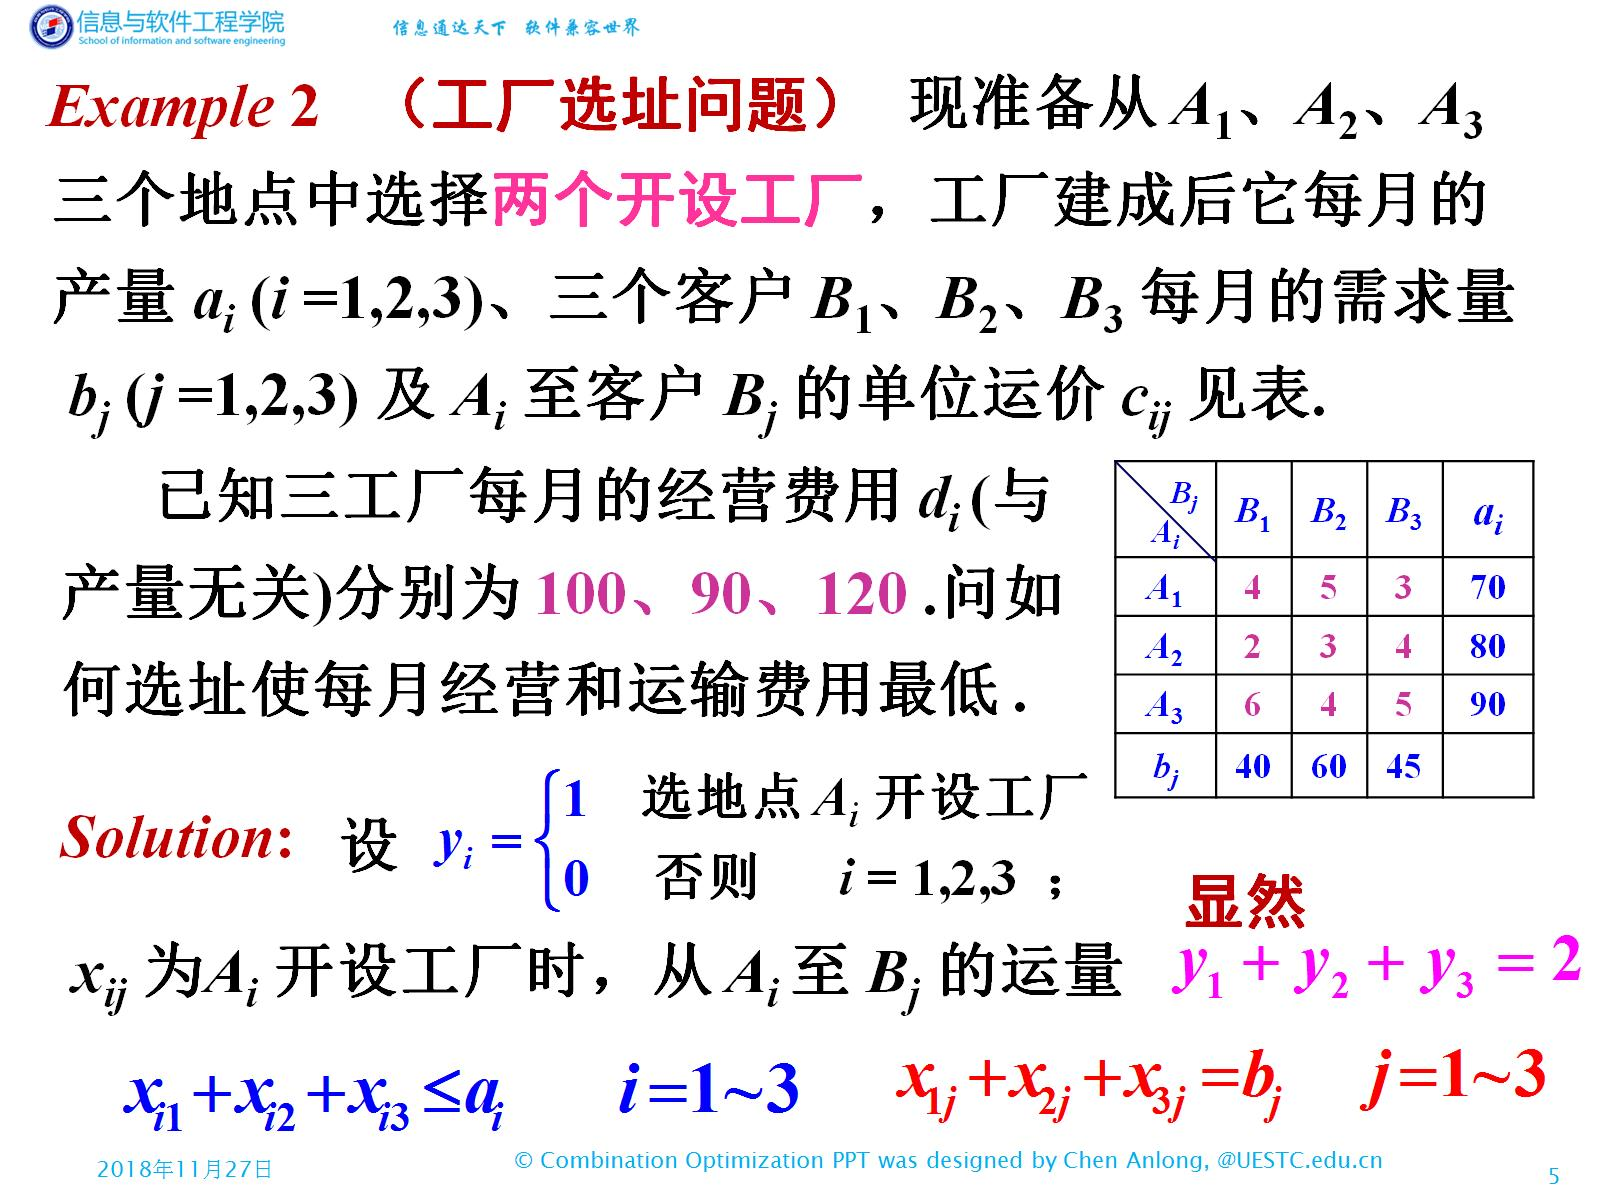 信息与软件工程学院
School of information and software engineering
信息通达天下 软件兼容世界
Example 2 （工厂选址问题） 现准备从 A1、A2、A3
三个地点中选择两个开设工厂，工厂建成后它每月的
产量 ai (i =1,2,3)、三个客户 B1、B2、B3 每月的需求量
bj (j =1,2,3) 及 Ai 至客户 Bj 的单位运价 cij 见表.
已知三工厂每月的经营费用 di (与
产量无关)分别为 100、90、120 .问如
何选址使每月经营和运输费用最低 .
Bj
Ai B1 B2 B3 ai
A1 4 5 3 70
A2 2 3 4 80
A3 6 4 5 90
bj 40 60 45
Solution: 设 yi = { 1 选地点 Ai 开设工厂
0 否则 i = 1,2,3 ；
显然
xij 为Ai 开设工厂时，从 Ai 至 Bj 的运量
y1 + y2 + y3 = 2
xi1 +xi2 +xi3 ≤ai i=1~3
x1j +x2j +x3j =bj j=1~3
2018年11月27日
© Combination Optimization PPT was designed by Chen Anlong, @UESTC.edu.cn
5